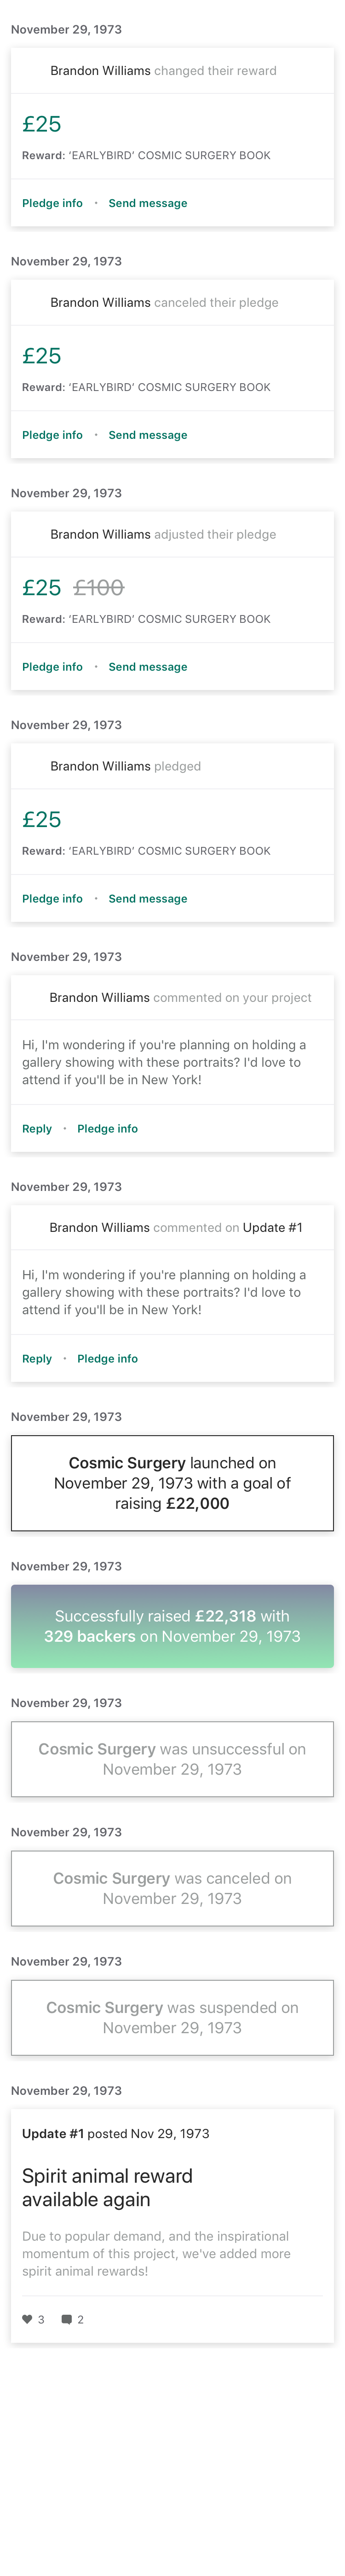 November 29, 1973
Brandon Williams changed their reward
£25
Reward: ‘EARLYBIRD’ COSMIC SURGERY BOOK
Pledge info • Send message
November 29, 1973
Brandon Williams canceled their pledge
£25
Reward: ‘EARLYBIRD’ COSMIC SURGERY BOOK
Pledge info • Send message
November 29, 1973
Brandon Williams adjusted their pledge
£25 £100
Reward: ‘EARLYBIRD’ COSMIC SURGERY BOOK
Pledge info • Send message
November 29, 1973
Brandon Williams pledged
£25
Reward: ‘EARLYBIRD’ COSMIC SURGERY BOOK
Pledge info • Send message
November 29, 1973
Brandon Williams commented on your project
Hi, I'm wondering if you're planning on holding a
gallery showing with these portraits? I'd love to
attend if you'll be in New York!
Reply • Pledge info
November 29, 1973
Brandon Williams commented on Update #1
Hi, I'm wondering if you're planning on holding a
gallery showing with these portraits? I'd love to
attend if you'll be in New York!
Reply • Pledge info
November 29, 1973
Cosmic Surgery launched on
November 29, 1973 with a goal of
raising £22,000
November 29, 1973
Successfully raised £22,318 with
329 backers on November 29, 1973
November 29, 1973
Cosmic Surgery was unsuccessful on
November 29, 1973
November 29, 1973
Cosmic Surgery was canceled on
November 29, 1973
November 29, 1973
Cosmic Surgery was suspended on
November 29, 1973
November 29, 1973
Update #1 posted Nov 29, 1973
Spirit animal reward
available again
Due to popular demand, and the inspirational
momentum of this project, we've added more
spirit animal rewards!
3 2